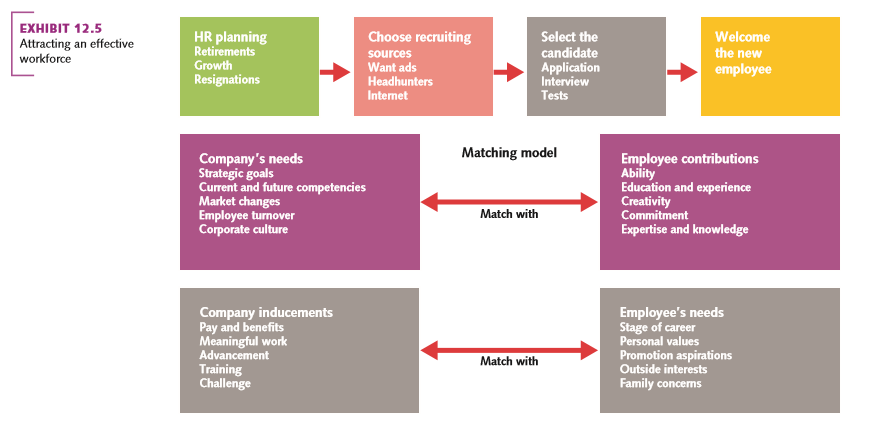 EXHIBIT 12.5
Attracting an effective
workforce
HR planning
Retirements
Growth
Resignations
Choose recruiting
sources
Want ads
Headhunters
Internet
Select the
candidate
Application
Interview
Tests
Welcome
the new
employee
Matching model
Company's needs
Strategic goals
Current and future competencies
Market changes
Employee turnover
Corporate culture
Match with
Employee contributions
Ability
Education and experience
Creativity
Commitment
Expertise and knowledge
Company inducements
Pay and benefits
Meaningful work
Advancement
Training
Challenge
Match with
Employee's needs
Stage of career
Personal values
Promotion aspirations
Outside interests
Family concerns